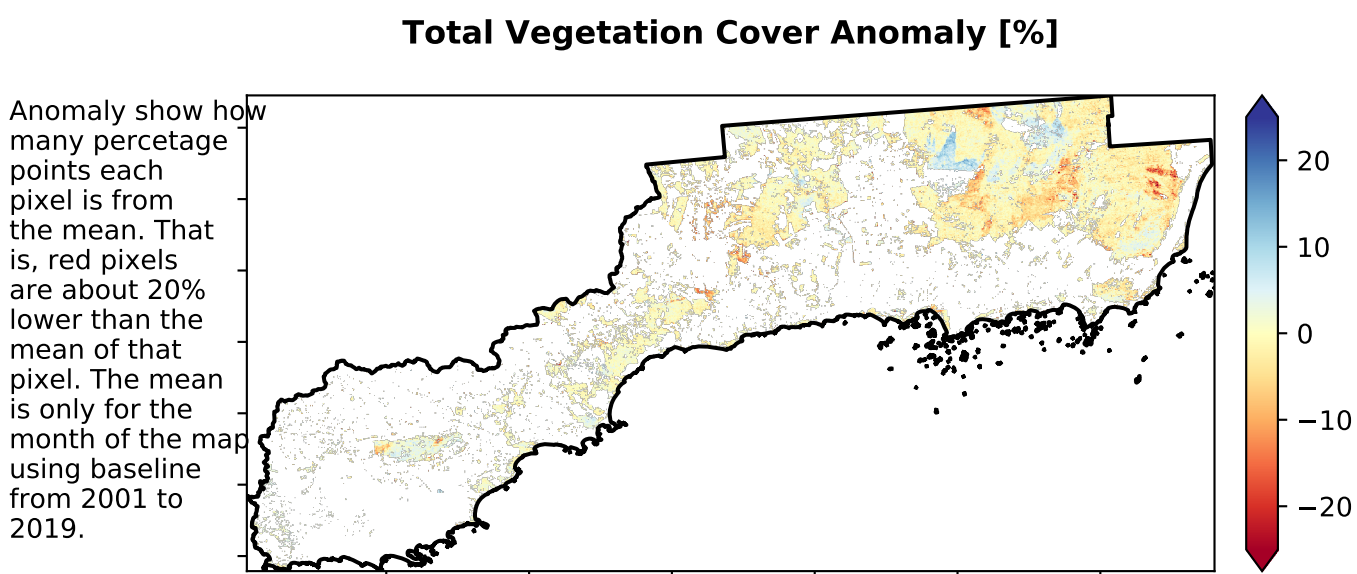 Total Vegetation Cover Anomaly [%]
Anomaly show how
many percetage
points each
pixel is from
the mean. That
is, red pixels
are about 20%
lower than the
mean of that
pixel. The mean
is only for the
month of the map
using baseline
from 2001 to
2019.
20
10
0
−10
−20